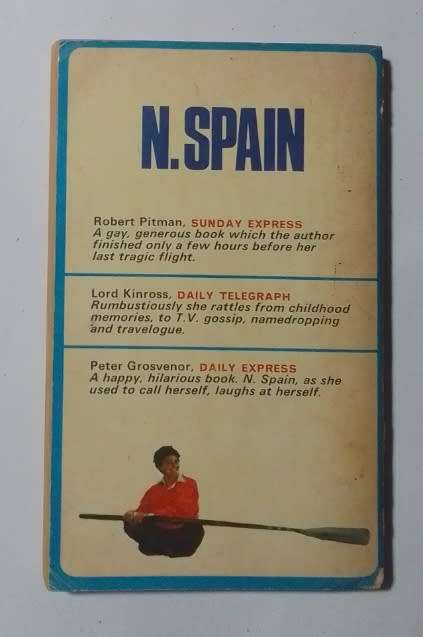 N. SPAIN
Robert Pitman, SUNDAY EXPRESS
A gay, generous book which the author
finished only a few hours before her
last tragic flight.
Lord Kinross, DAILY TELEGRAPH
Rumbustiously she rattles from childhood
memories, to T.V. gossip, namedropping
and travelogue.
Peter Grosvenor, DAILY EXPRESS
A happy, hilarious book. N. Spain, as she
used to call herself, laughs at herself.